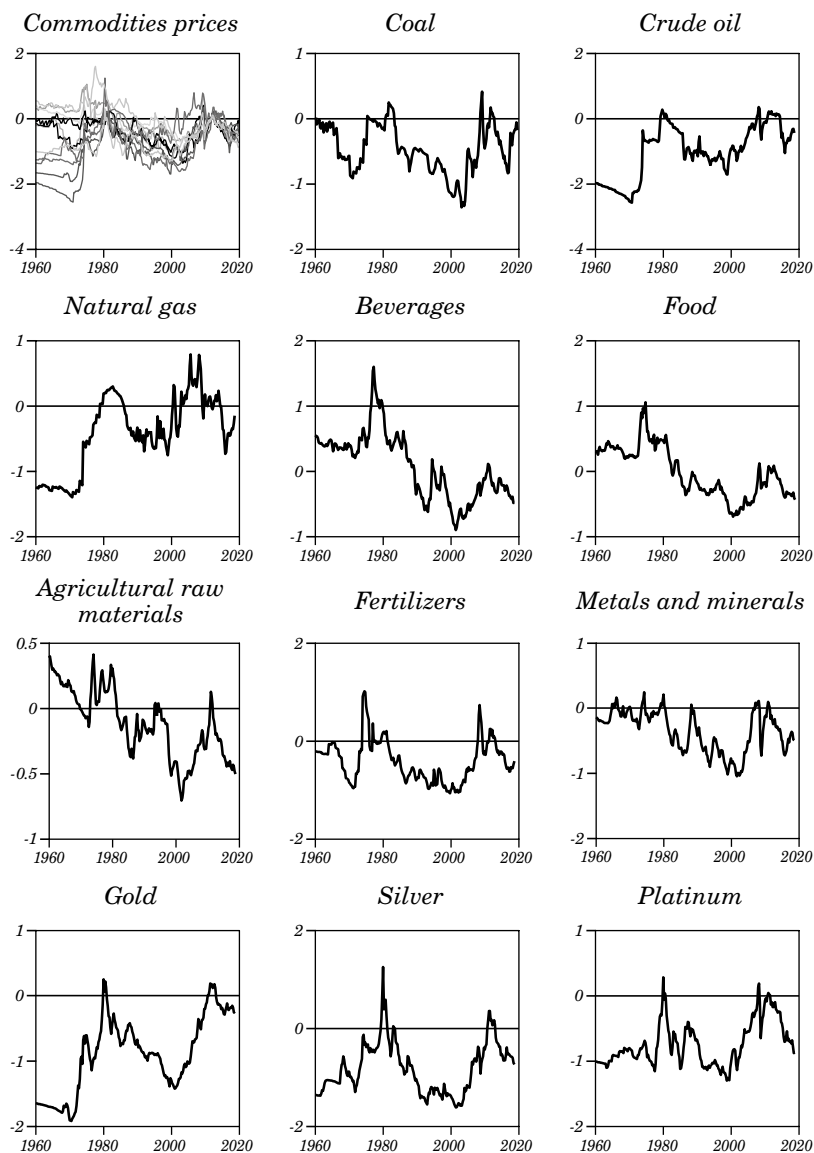 Commodities prices
2
0
-2
-4
1960 1980 2000 2020
Coal
1
0
-1
-2
1960 1980 2000 2020
Crude oil
2
0
-2
-4
1960 1980 2000 2020
Natural gas
1
0
-1
-2
1960 1980 2000 2020
Beverages
2
1
0
-1
1960 1980 2000 2020
Food
2
1
0
-1
1960 1980 2000 2020
Agricultural raw
materials
0.5
0
-0.5
-1
1960 1980 2000 2020
Fertilizers
2
0
-2
1960 1980 2000 2020
Metals and minerals
1
0
-1
-2
1960 1980 2000 2020
Gold
1
0
-1
-2
1960 1980 2000 2020
Silver
2
0
-2
1960 1980 2000 2020
Platinum
1
0
-1
-2
1960 1980 2000 2020